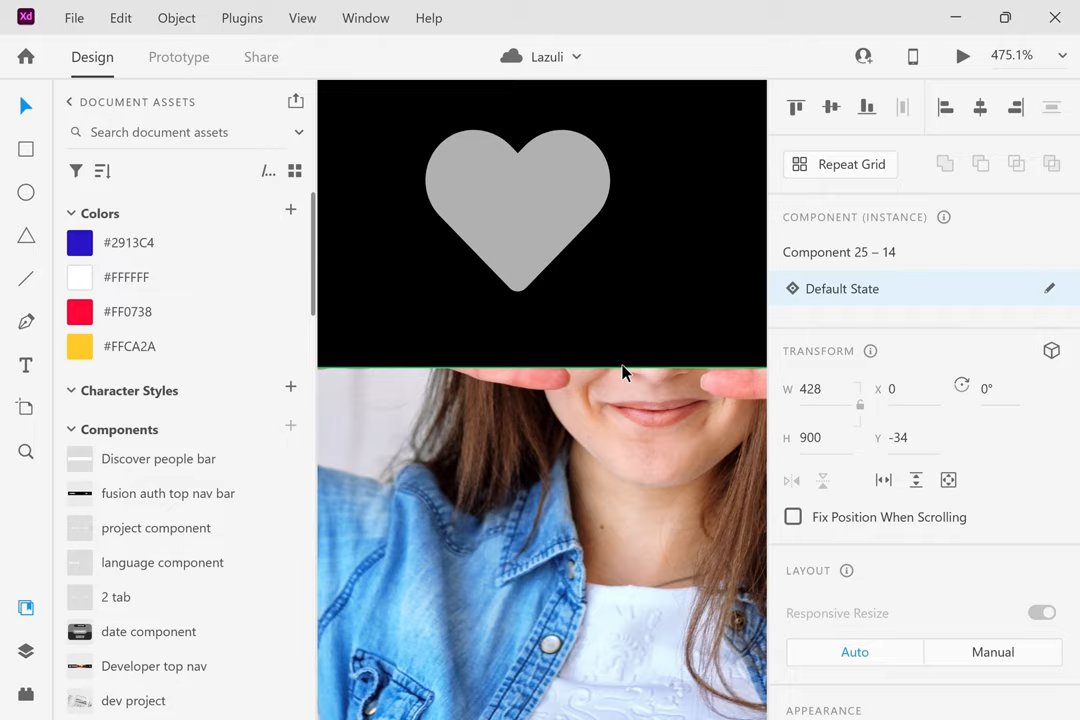 Xd File Edit Object Plugins View Window Help
Design Prototype Share Lazuli 475.1%
DOCUMENT ASSETS
Search document assets
/...
Colors
#2913C4
#FFFFFF
#FF0738
#FFCA2A
Character Styles
Components
Discover people bar
fusion auth top nav bar
project component
language component
2 tab
date component
Developer top nav
dev project
Repeat Grid
COMPONENT (INSTANCE)
Component 25 – 14
Default State
TRANSFORM
W 428 X 0 0°
H 900 Y -34
Fix Position When Scrolling
LAYOUT
Responsive Resize
Auto Manual
APPEARANCE